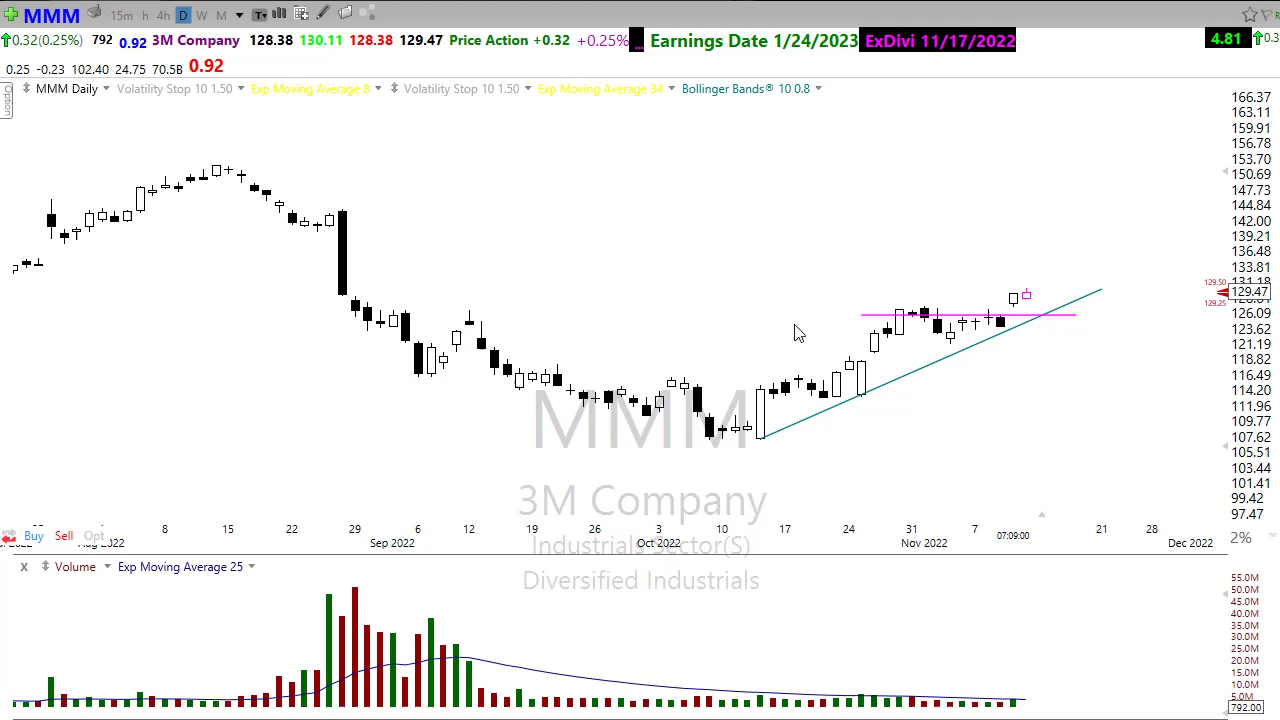 MMM 15m h 4h D W M
0.32(0.25%) 792 0.92 3M Company 128.38 130.11 128.38 129.47 Price Action +0.32 +0.25% ... Earnings Date 1/24/2023 ExDivi 11/17/2022 4.81 0.3
0.25 -0.23 102.40 24.75 70.5B 0.92
Option
MMM Daily Volatility Stop 10 1.50 Exp Moving Average 8 Volatility Stop 10 1.50 Exp Moving Average 34 Bollinger Bands® 10 0.8
166.37
163.11
159.91
156.78
153.70
150.69
147.73
144.84
142.00
139.21
136.48
133.81
131.18
129.50
129.47
129.25
126.09
123.62
121.19
118.82
116.49
114.20
111.96
109.77
107.62
105.51
103.44
101.41
99.42
97.47
MMM
3M Company
Industrials Sector(S)
Diversified Industrials
8 15 22 29 6 12 19 26 3 10 17 24 31 7 07:09:00 21 28
Buy Sell Opt
2%
Aug 2022 Sep 2022 Oct 2022 Nov 2022 Dec 2022
X Volume Exp Moving Average 25
55.0M
50.0M
45.0M
40.0M
35.0M
30.0M
25.0M
20.0M
15.0M
10.0M
5.0M
792.00